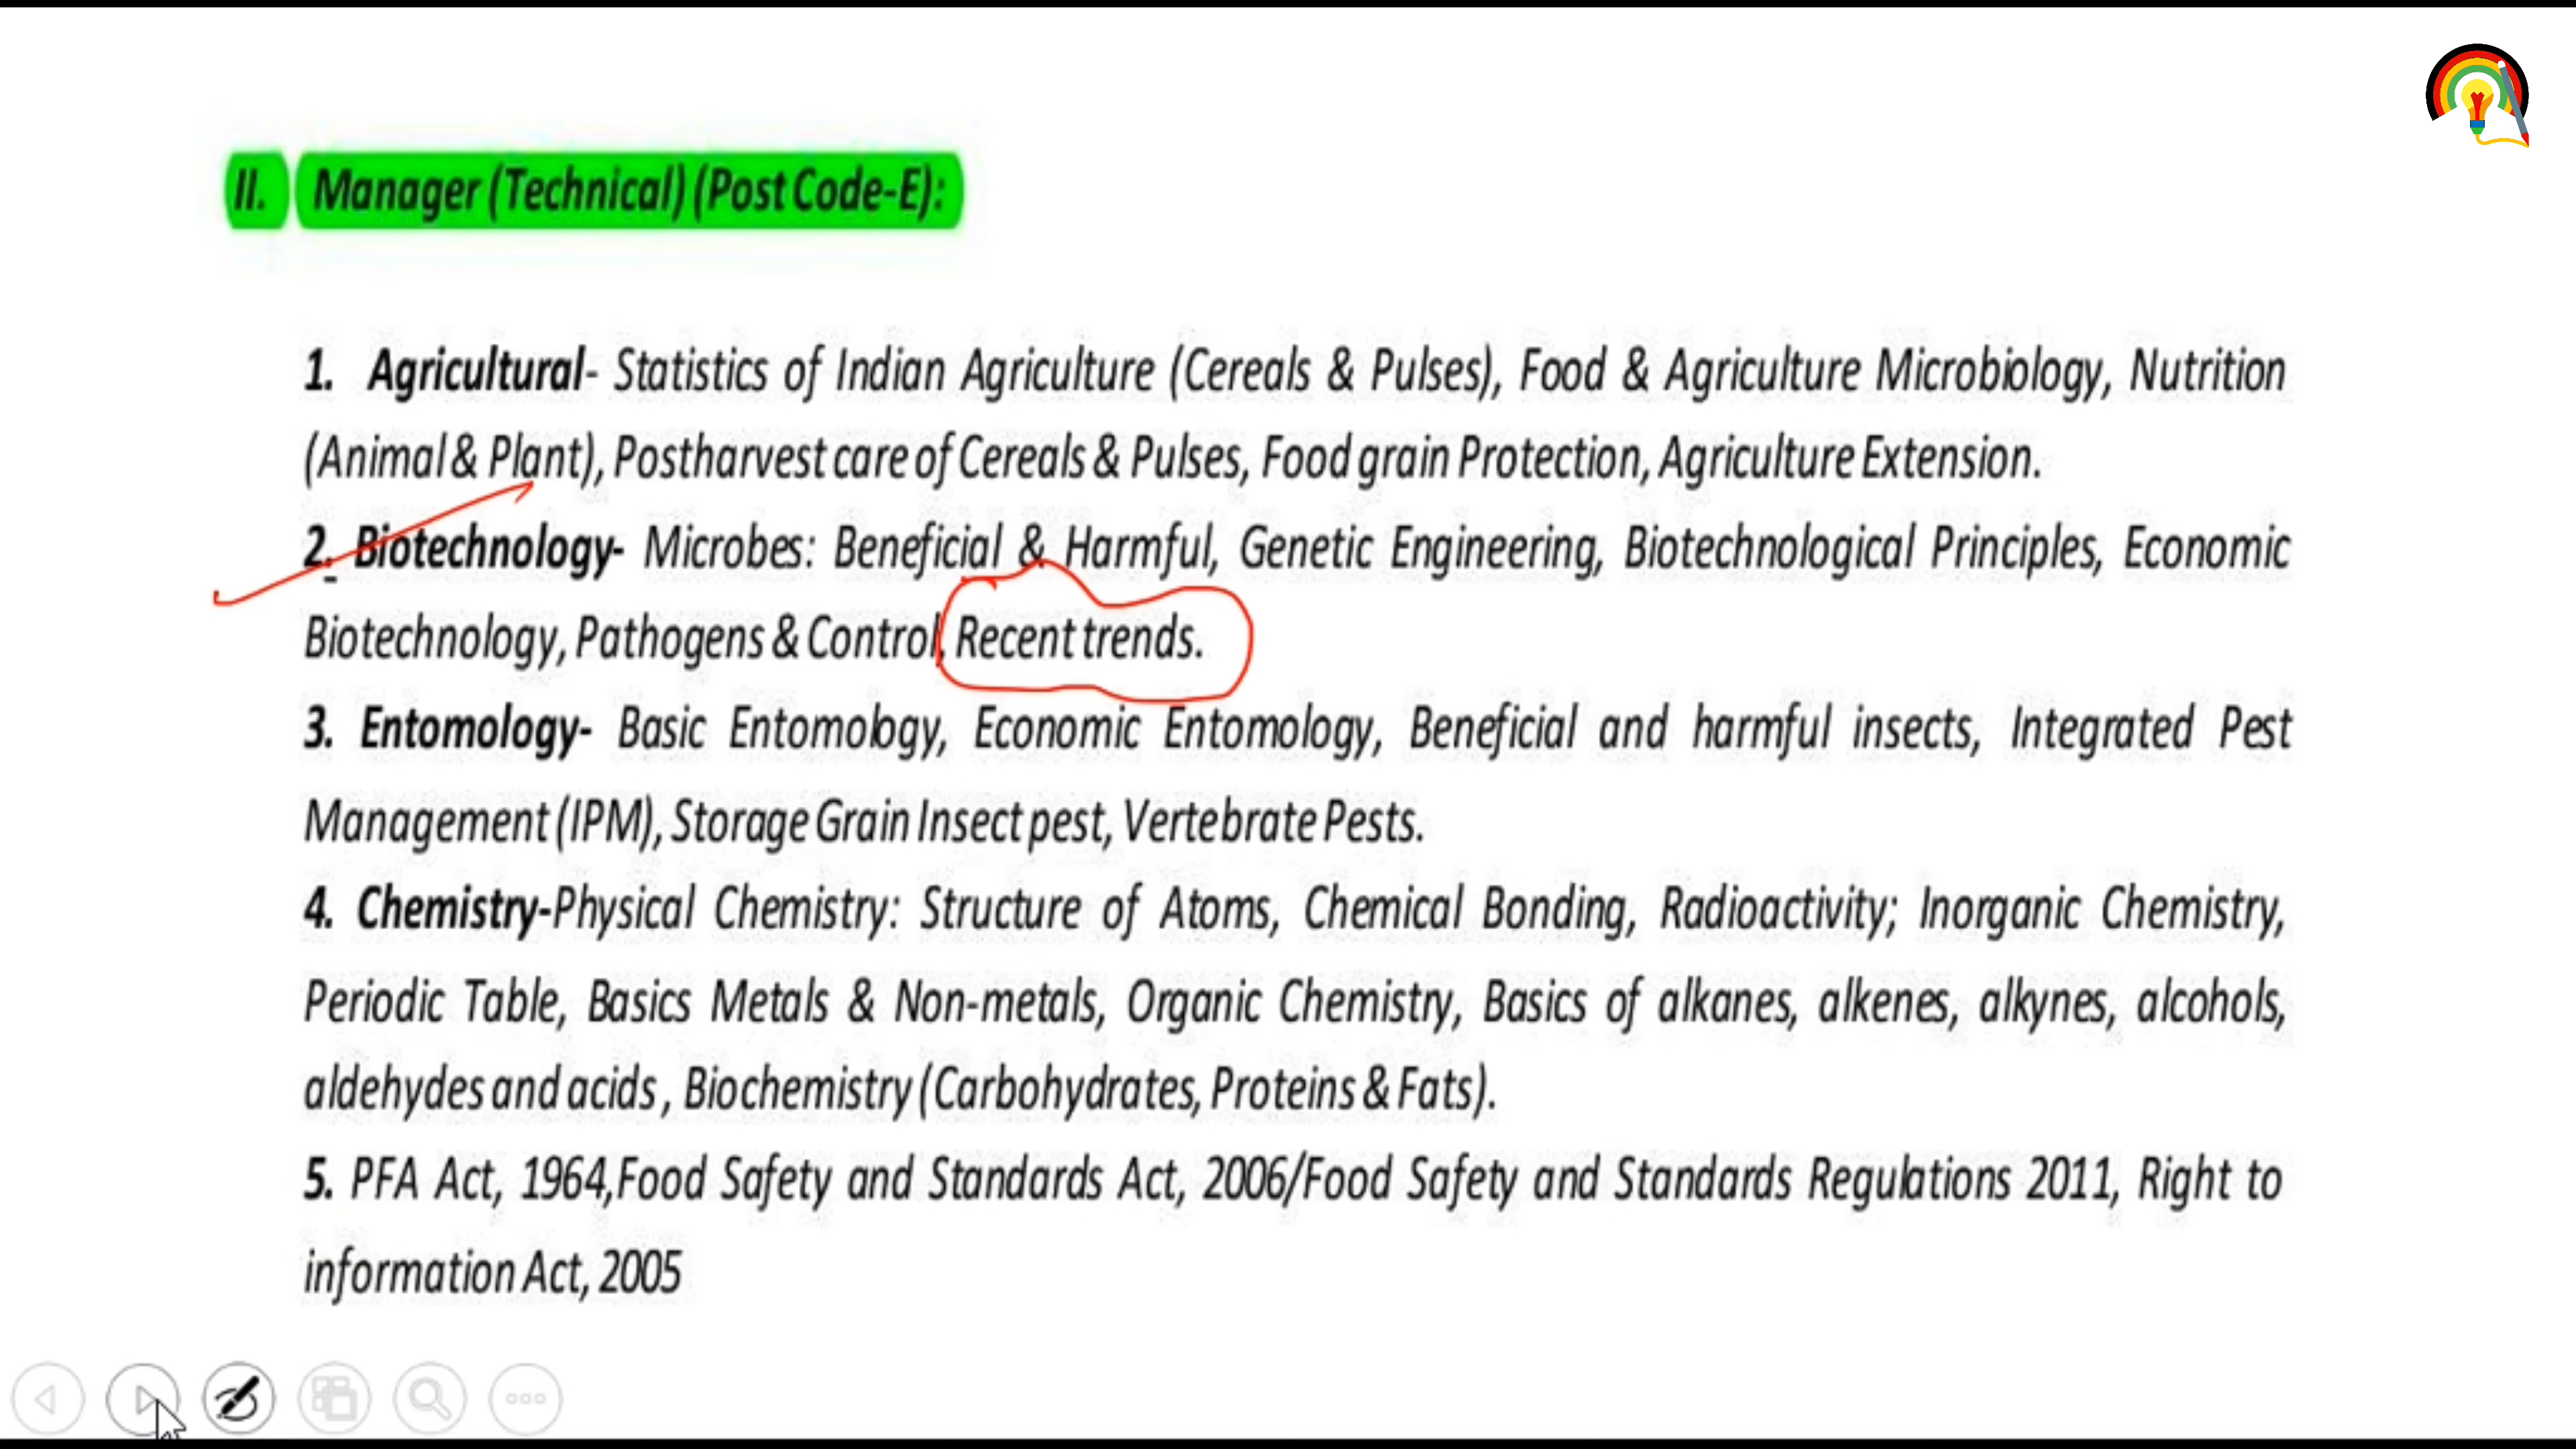 II. Manager (Technical) (Post Code-E):
1. Agricultural- Statistics of Indian Agriculture (Cereals & Pulses), Food & Agriculture Microbiology, Nutrition
(Animal & Plant), Postharvest care of Cereals & Pulses, Food grain Protection, Agriculture Extension.
2. Biotechnology- Microbes: Beneficial & Harmful, Genetic Engineering, Biotechnological Principles, Economic
Biotechnology, Pathogens & Control, Recent trends.
3. Entomology- Basic Entomology, Economic Entomology, Beneficial and harmful insects, Integrated Pest
Management (IPM), Storage Grain Insect pest, Vertebrate Pests.
4. Chemistry-Physical Chemistry: Structure of Atoms, Chemical Bonding, Radioactivity; Inorganic Chemistry,
Periodic Table, Basics Metals & Non-metals, Organic Chemistry, Basics of alkanes, alkenes, alkynes, alcohols,
aldehydes and acids , Biochemistry (Carbohydrates, Proteins & Fats).
5. PFA Act, 1964,Food Safety and Standards Act, 2006/Food Safety and Standards Regulations 2011, Right to
information Act, 2005